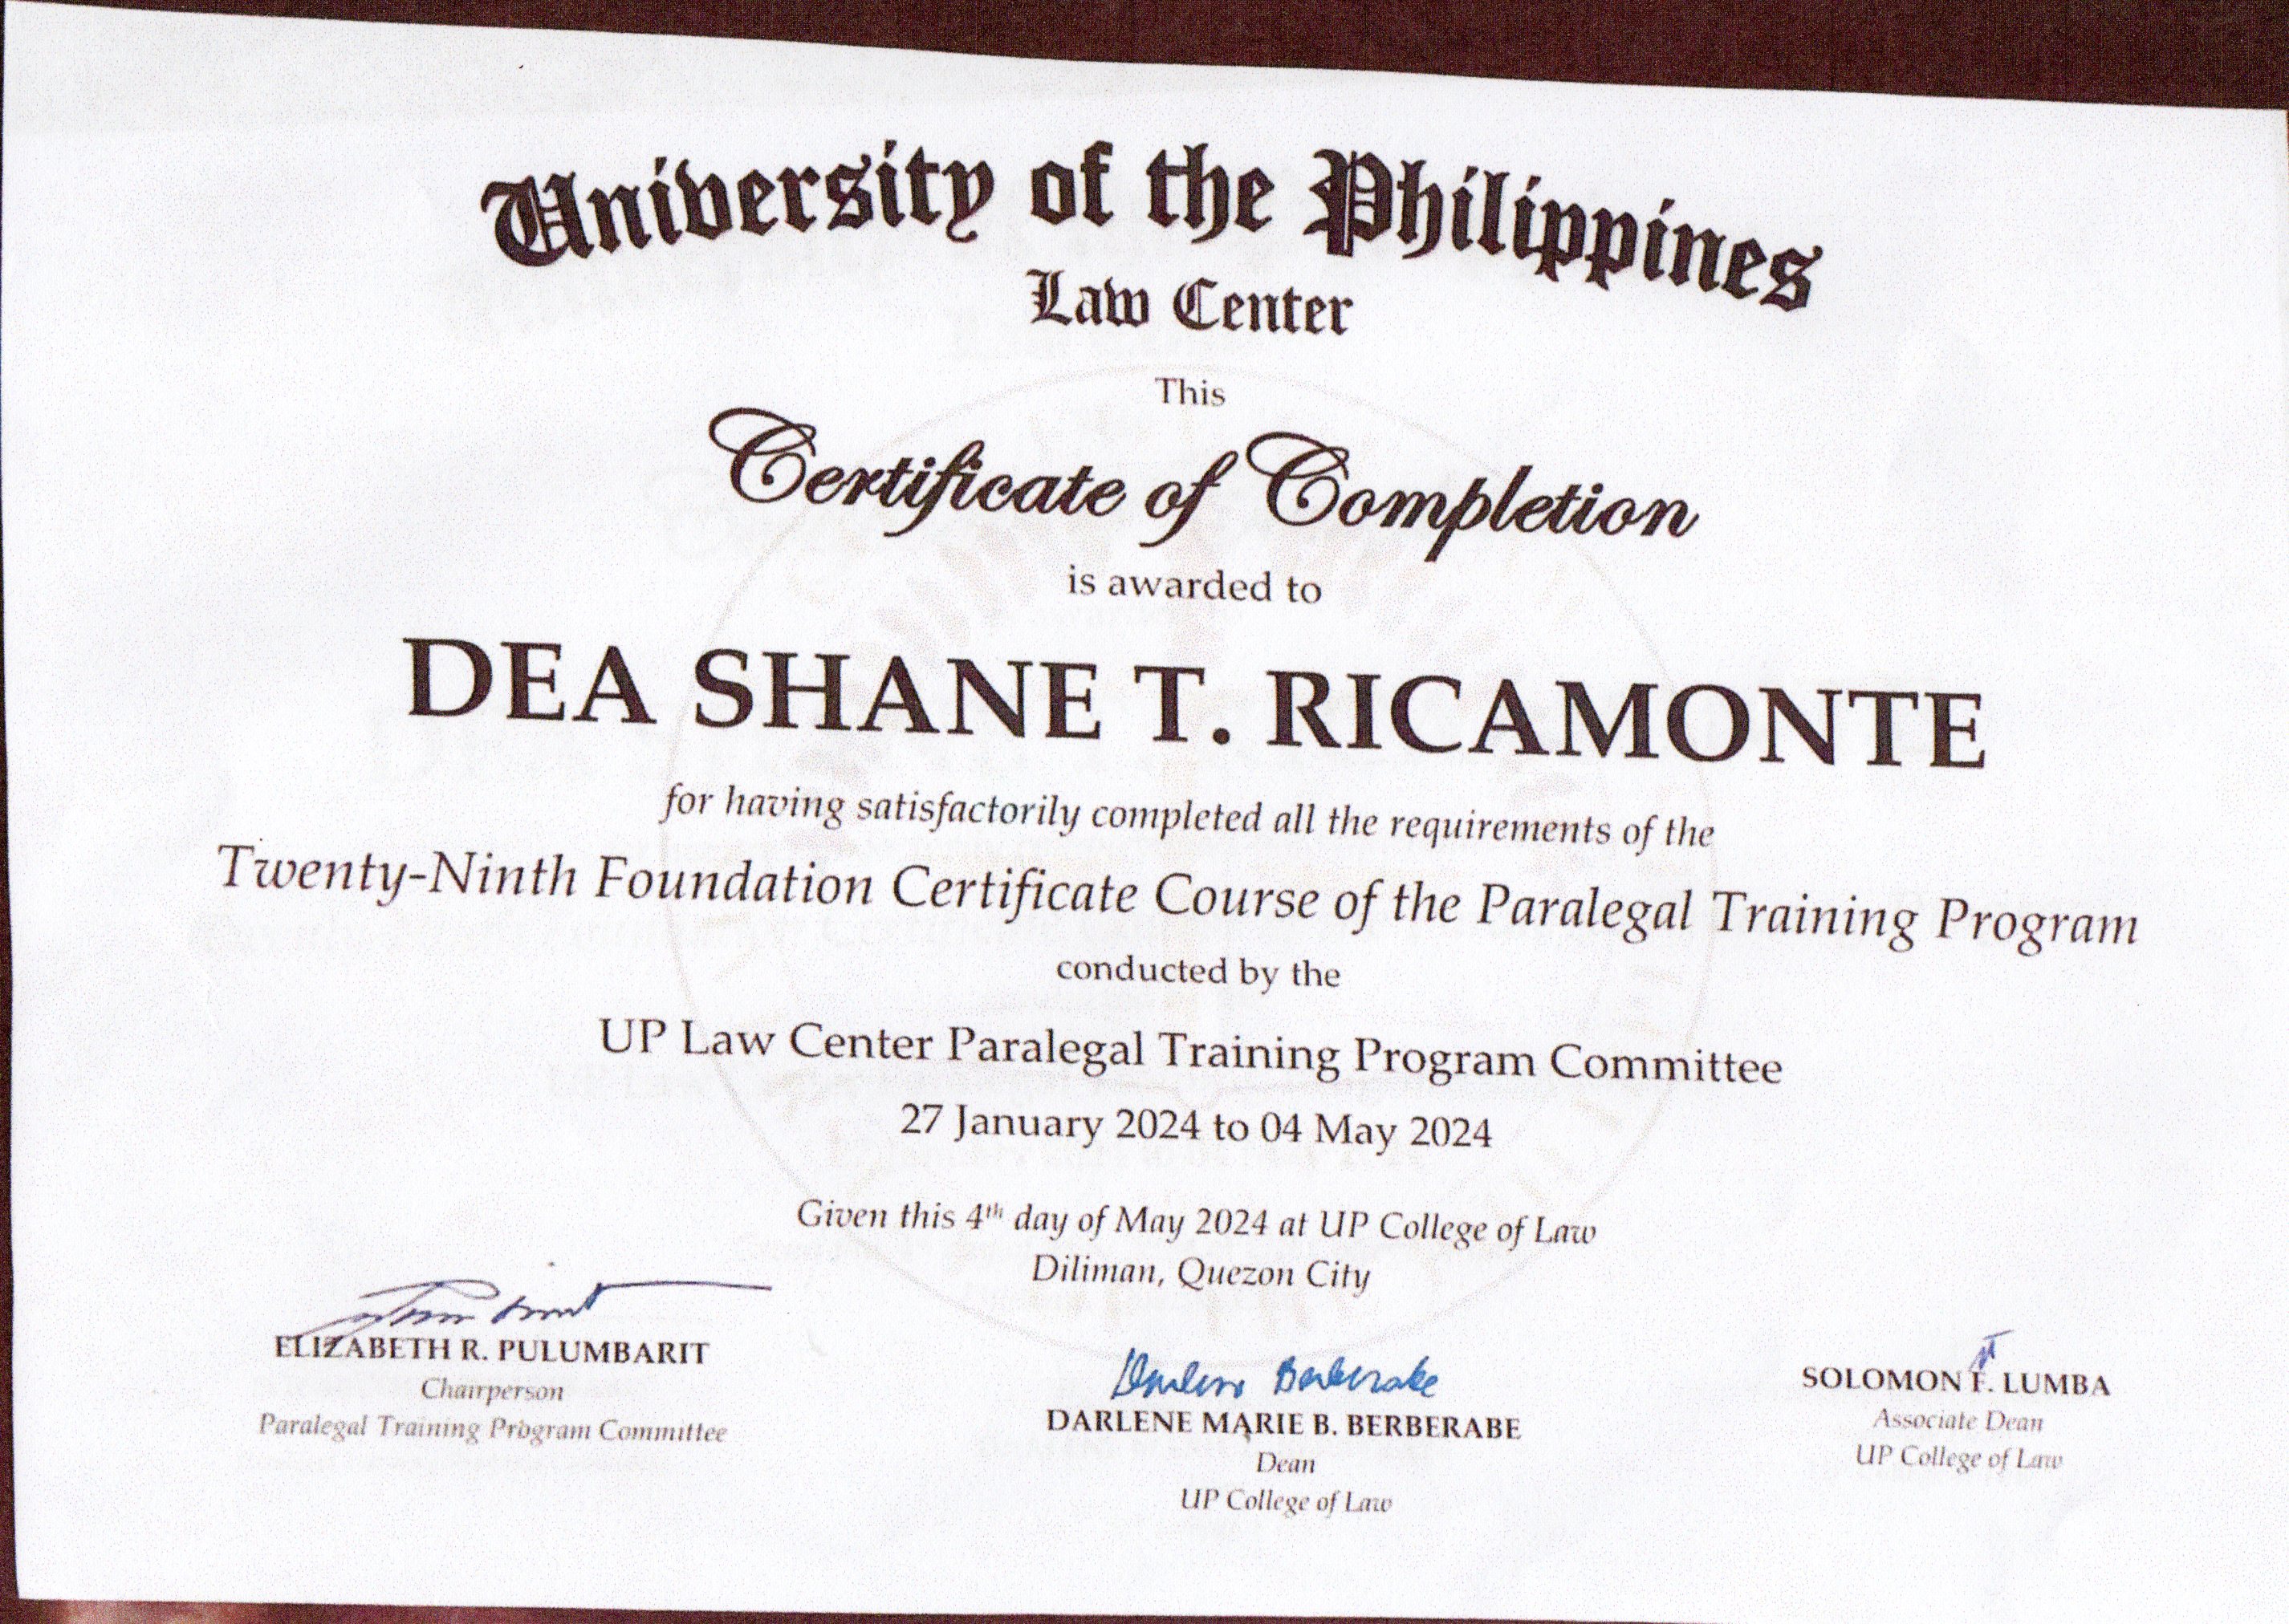 University of the Philippines
Law Center
This
Certificate of Completion
is awarded to
DEA SHANE T. RICAMONTE
for having satisfactorily completed all the requirements of the
Twenty-Ninth Foundation Certificate Course of the Paralegal Training Program
conducted by the
UP Law Center Paralegal Training Program Committee
27 January 2024 to 04 May 2024
Given this 4th day of May 2024 at UP College of Law
Diliman, Quezon City
ELIZABETH R. PULUMBARIT
Chairperson
Paralegal Training Program Committee
Darlene Berberabe
DARLENE MARIE B. BERBERABE
Dean
UP College of Law
SOLOMON F. LUMBA
Associate Dean
UP College of Law